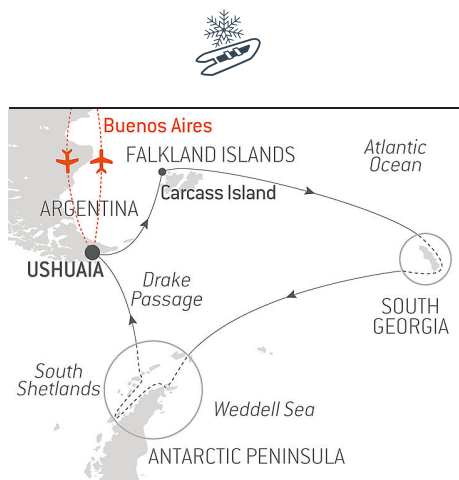 Buenos Aires
FALKLAND ISLANDS
Atlantic
Ocean
Carcass Island
ARGENTINA
USHUAIA
Drake
Passage
SOUTH
GEORGIA
South
Shetlands
Weddell Sea
ANTARCTIC PENINSULA